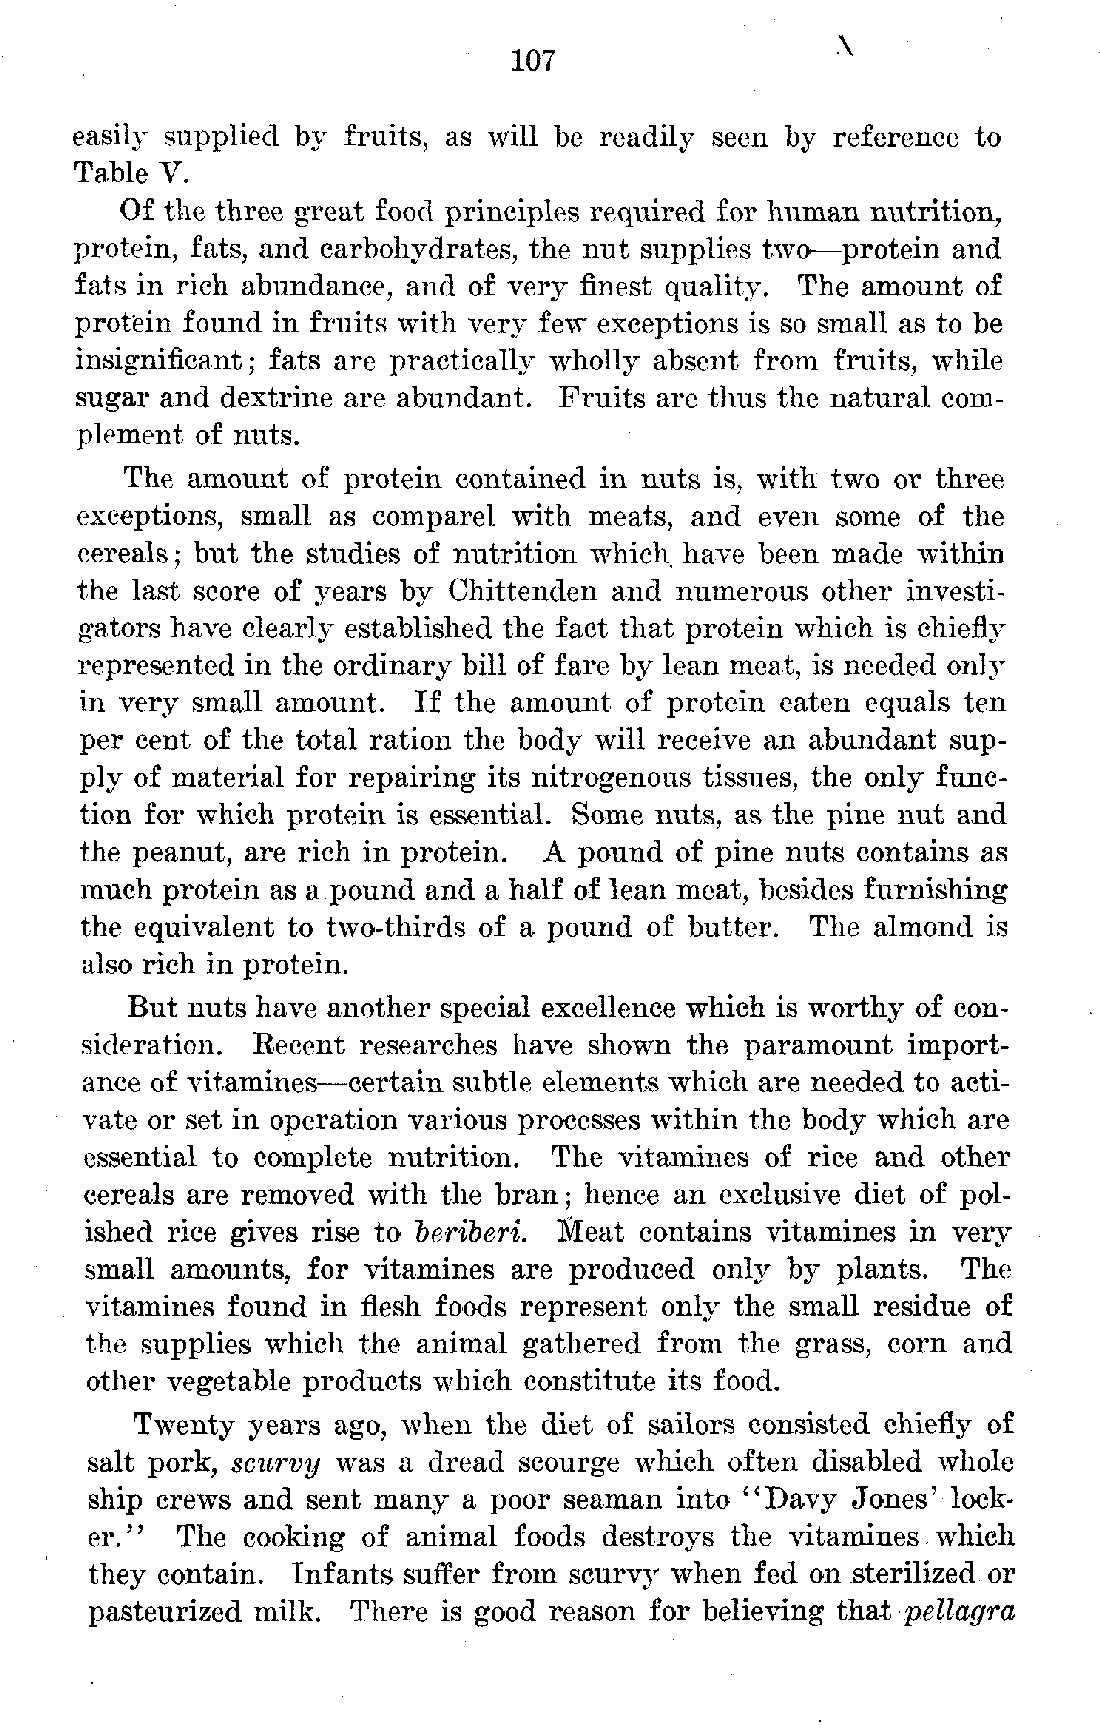 107
easily supplied by fruits, as will be readily seen by reference to
Table V.
Of the three great food principles required for human nutrition,
protein, fats, and carbohydrates, the nut supplies two—protein and
fats in rich abundance, and of very finest quality. The amount of
protein found in fruits with very few exceptions is so small as to be
insignificant; fats are practically wholly absent from fruits, while
sugar and dextrine are abundant. Fruits are thus the natural com-
plement of nuts.
The amount of protein contained in nuts is, with two or three
exceptions, small as comparel with meats, and even some of the
cereals; but the studies of nutrition which have been made within
the last score of years by Chittenden and numerous other investi-
gators have clearly established the fact that protein which is chiefly
represented in the ordinary bill of fare by lean meat, is needed only
in very small amount. If the amount of protein eaten equals ten
per cent of the total ration the body will receive an abundant sup-
ply of material for repairing its nitrogenous tissues, the only func-
tion for which protein is essential. Some nuts, as the pine nut and
the peanut, are rich in protein. A pound of pine nuts contains as
much protein as a pound and a half of lean meat, besides furnishing
the equivalent to two-thirds of a pound of butter. The almond is
also rich in protein.
But nuts have another special excellence which is worthy of con-
sideration. Recent researches have shown the paramount import-
ance of vitamines—certain subtle elements which are needed to acti-
vate or set in operation various processes within the body which are
essential to complete nutrition. The vitamines of rice and other
cereals are removed with the bran; hence an exclusive diet of pol-
ished rice gives rise to beriberi. Meat contains vitamines in very
small amounts, for vitamines are produced only by plants. The
vitamines found in flesh foods represent only the small residue of
the supplies which the animal gathered from the grass, corn and
other vegetable products which constitute its food.
Twenty years ago, when the diet of sailors consisted chiefly of
salt pork, scurvy was a dread scourge which often disabled whole
ship crews and sent many a poor seaman into "Davy Jones' lock-
er." The cooking of animal foods destroys the vitamines which
they contain. Infants suffer from scurvy when fed on sterilized or
pasteurized milk. There is good reason for believing that pellagra